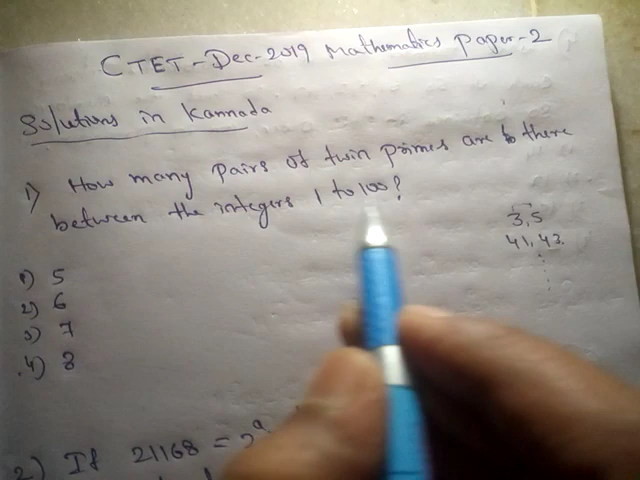 CTET - Dec-2019 Mathematics paper-2
Solutions in Kannada
1) How many pairs of twin primes are there
between the integers 1 to 100?
3,5
41,43.
1) 5
2) 6
3) 7
4) 8
2) If 21168 = 2ᵃ